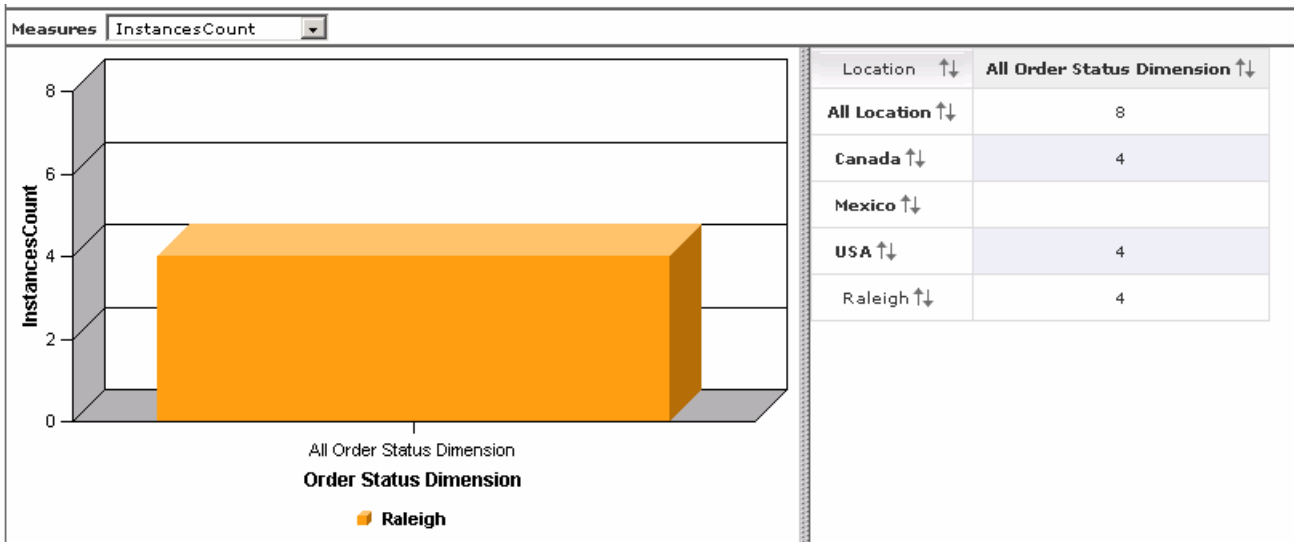 Measures InstancesCount
8
6
4
2
0
InstancesCount
All Order Status Dimension
Order Status Dimension
Raleigh
Location All Order Status Dimension
All Location 8
Canada 4
Mexico
USA 4
Raleigh 4